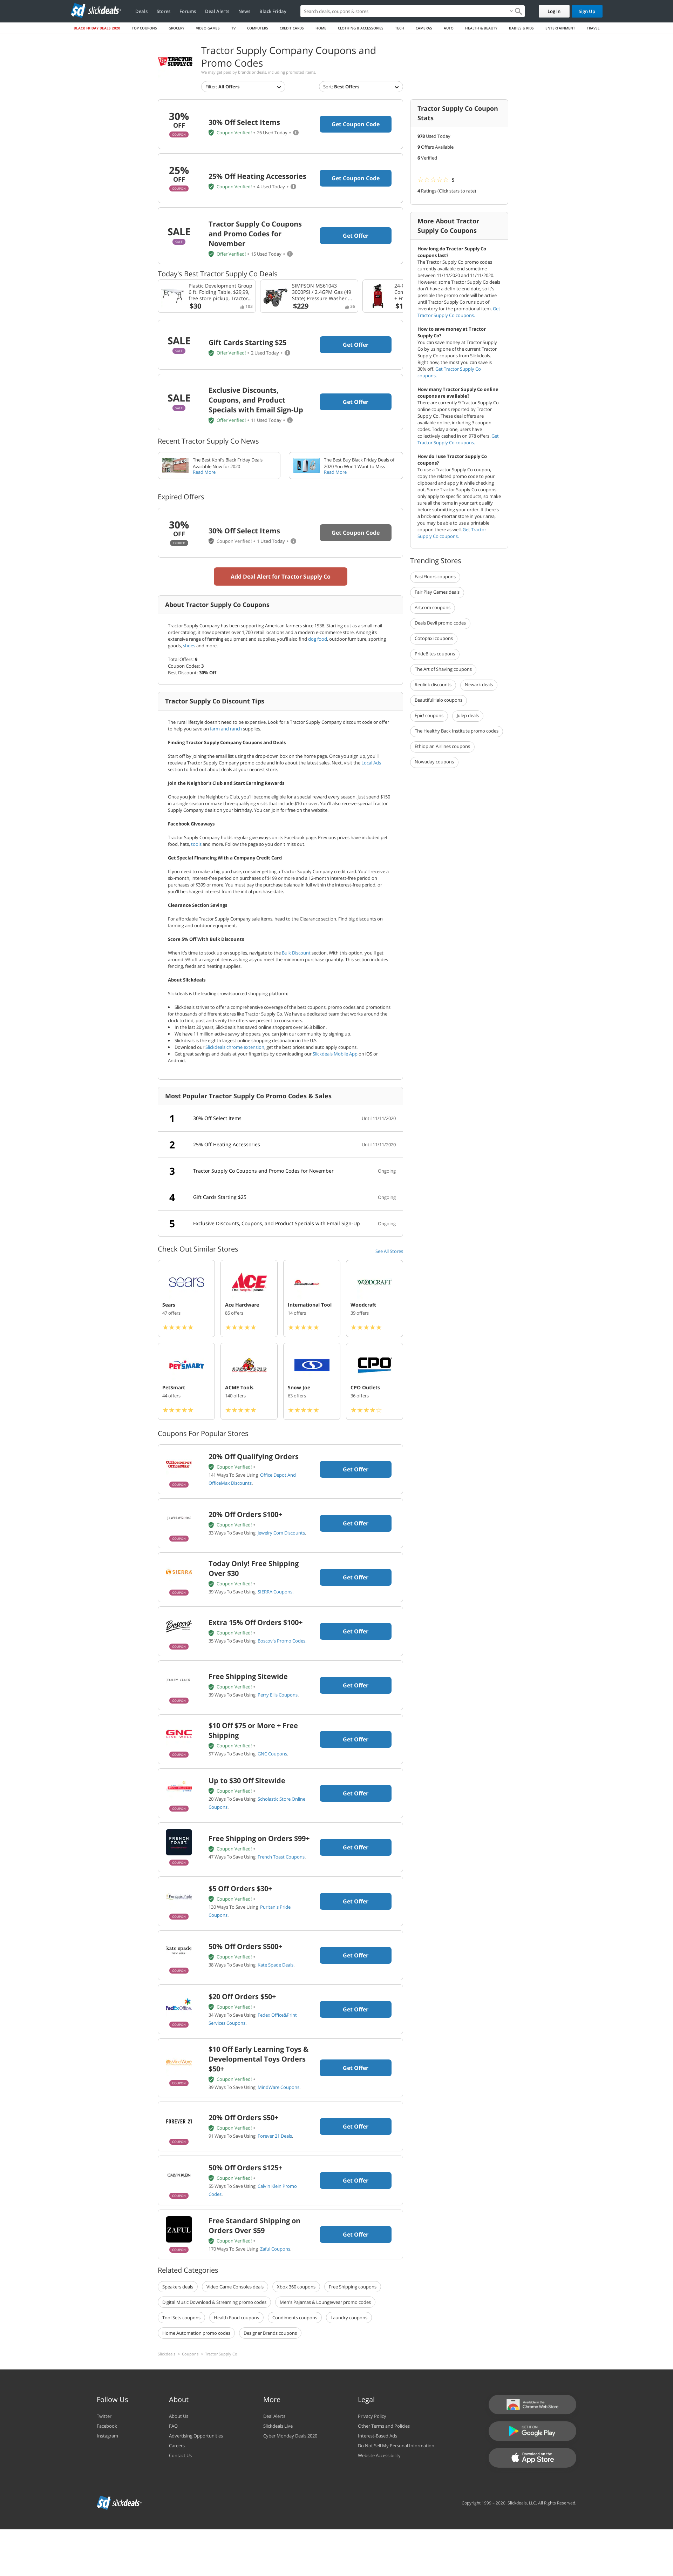 slickdeals
Deals
Stores
Forums
Deal Alerts
News
Black Friday
Search deals, coupons & stores
Log In
Sign Up
BLACK FRIDAY DEALS 2020
TOP COUPONS
GROCERY
VIDEO GAMES
TV
COMPUTERS
CREDIT CARDS
HOME
CLOTHING & ACCESSORIES
TECH
CAMERAS
AUTO
HEALTH & BEAUTY
BABIES & KIDS
ENTERTAINMENT
TRAVEL
TRACTOR SUPPLY CO
Tractor Supply Company Coupons and
Promo Codes
We may get paid by brands or deals, including promoted items.
Filter: All Offers
Sort: Best Offers
30%
OFF
COUPON
30% Off Select Items
Coupon Verified! • 26 Used Today •
Get Coupon Code
25%
OFF
COUPON
25% Off Heating Accessories
Coupon Verified! • 4 Used Today •
Get Coupon Code
SALE
SALE
Tractor Supply Co Coupons
and Promo Codes for
November
Offer Verified! • 15 Used Today •
Get Offer
Today's Best Tractor Supply Co Deals
Plastic Development Group
6 ft. Folding Table, $29.99,
free store pickup, Tractor...
$30
103
SIMPSON MS61043
3000PSI / 2.4GPM Gas (49
State) Pressure Washer ...
$229
36
SALE
SALE
Gift Cards Starting $25
Offer Verified! • 2 Used Today •
Get Offer
SALE
SALE
Exclusive Discounts,
Coupons, and Product
Specials with Email Sign-Up
Offer Verified! • 11 Used Today •
Get Offer
Recent Tractor Supply Co News
The Best Kohl's Black Friday Deals
Available Now for 2020
Read More
The Best Buy Black Friday Deals of
2020 You Won't Want to Miss
Read More
Expired Offers
30%
OFF
EXPIRED
30% Off Select Items
Coupon Verified! • 1 Used Today •
Get Coupon Code
Add Deal Alert for Tractor Supply Co
About Tractor Supply Co Coupons
Tractor Supply Company has been supporting American farmers since 1938. Starting out as a small mail-
order catalog, it now operates over 1,700 retail locations and a modern e-commerce store. Among its
extensive range of farming equipment and supplies, you'll also find dog food, outdoor furniture, sporting
goods, shoes and more.
Total Offers: 9
Coupon Codes: 3
Best Discount: 30% Off
Tractor Supply Co Discount Tips
The rural lifestyle doesn't need to be expensive. Look for a Tractor Supply Company discount code or offer
to help you save on farm and ranch supplies.
Finding Tractor Supply Company Coupons and Deals
Start off by joining the email list using the drop-down box on the home page. Once you sign up, you'll
receive a Tractor Supply Company promo code and info about the latest sales. Next, visit the Local Ads
section to find out about deals at your nearest store.
Join the Neighbor's Club and Start Earning Rewards
Once you join the Neighbor's Club, you'll become eligible for a special reward every season. Just spend $150
in a single season or make three qualifying visits that include $10 or over. You'll also receive special Tractor
Supply Company deals on your birthday. You can join for free on the website.
Facebook Giveaways
Tractor Supply Company holds regular giveaways on its Facebook page. Previous prizes have included pet
food, hats, tools and more. Follow the page so you don't miss out.
Get Special Financing With a Company Credit Card
If you need to make a big purchase, consider getting a Tractor Supply Company credit card. You'll receive a
six-month, interest-free period on purchases of $199 or more and a 12-month interest-free period on
purchases of $399 or more. You must pay the purchase balance in full within the interest-free period, or
you'll be charged interest from the initial purchase date.
Clearance Section Savings
For affordable Tractor Supply Company sale items, head to the Clearance section. Find big discounts on
farming and outdoor equipment.
Score 5% Off With Bulk Discounts
When it's time to stock up on supplies, navigate to the Bulk Discount section. With this option, you'll get
around 5% off a range of items as long as you meet the minimum purchase quantity. This section includes
fencing, feeds and heating supplies.
About Slickdeals
Slickdeals is the leading crowdsourced shopping platform:
• Slickdeals strives to offer a comprehensive coverage of the best coupons, promo codes and promotions
for thousands of different stores like Tractor Supply Co. We have a dedicated team that works around the
clock to find, post and verify the offers we present to consumers.
• In the last 20 years, Slickdeals has saved online shoppers over $6.8 billion.
• We have 11 million active savvy shoppers; you can join our community by signing up.
• Slickdeals is the eighth largest online shopping destination in the U.S
• Download our Slickdeals chrome extension, get the best prices and auto apply coupons.
• Get great savings and deals at your fingertips by downloading our Slickdeals Mobile App on iOS or
Android.
Most Popular Tractor Supply Co Promo Codes & Sales
1 30% Off Select Items Until 11/11/2020
2 25% Off Heating Accessories Until 11/11/2020
3 Tractor Supply Co Coupons and Promo Codes for November Ongoing
4 Gift Cards Starting $25 Ongoing
5 Exclusive Discounts, Coupons, and Product Specials with Email Sign-Up Ongoing
Check Out Similar Stores
See All Stores
sears
Sears
47 offers
ACE
The helpful place.
Ace Hardware
85 offers
International Tool
14 offers
WOODCRAFT
Woodcraft
39 offers
PETSMART
PetSmart
44 offers
ACME TOOLS
ACME Tools
140 offers
Snow Joe
63 offers
CPO
CPO Outlets
36 offers
Coupons For Popular Stores
Office DEPOT
OfficeMax
COUPON
20% Off Qualifying Orders
Coupon Verified! •
141 Ways To Save Using Office Depot And
OfficeMax Discounts.
Get Offer
COUPON
20% Off Orders $100+
Coupon Verified! •
33 Ways To Save Using Jewelry.Com Discounts.
Get Offer
SIERRA
COUPON
Today Only! Free Shipping
Over $30
Coupon Verified! •
39 Ways To Save Using SIERRA Coupons.
Get Offer
Boscov's
COUPON
Extra 15% Off Orders $100+
Coupon Verified! •
35 Ways To Save Using Boscov's Promo Codes.
Get Offer
PERRY ELLIS
COUPON
Free Shipping Sitewide
Coupon Verified! •
39 Ways To Save Using Perry Ellis Coupons.
Get Offer
GNC
LIVE WELL
COUPON
$10 Off $75 or More + Free
Shipping
Coupon Verified! •
57 Ways To Save Using GNC Coupons.
Get Offer
COUPON
Up to $30 Off Sitewide
Coupon Verified! •
20 Ways To Save Using Scholastic Store Online
Coupons.
Get Offer
FRENCH
TOAST
COUPON
Free Shipping on Orders $99+
Coupon Verified! •
47 Ways To Save Using French Toast Coupons.
Get Offer
Puritan's Pride
COUPON
$5 Off Orders $30+
Coupon Verified! •
130 Ways To Save Using Puritan's Pride
Coupons.
Get Offer
kate spade
NEW YORK
COUPON
50% Off Orders $500+
Coupon Verified! •
38 Ways To Save Using Kate Spade Deals.
Get Offer
FedEx Office
COUPON
$20 Off Orders $50+
Coupon Verified! •
34 Ways To Save Using Fedex Office&Print
Services Coupons.
Get Offer
MindWare
COUPON
$10 Off Early Learning Toys &
Developmental Toys Orders
$50+
Coupon Verified! •
39 Ways To Save Using MindWare Coupons.
Get Offer
FOREVER 21
COUPON
20% Off Orders $50+
Coupon Verified! •
91 Ways To Save Using Forever 21 Deals.
Get Offer
CALVIN KLEIN
COUPON
50% Off Orders $125+
Coupon Verified! •
55 Ways To Save Using Calvin Klein Promo
Codes.
Get Offer
ZAFUL
COUPON
Free Standard Shipping on
Orders Over $59
Coupon Verified! •
170 Ways To Save Using Zaful Coupons.
Get Offer
Related Categories
Speakers deals
Video Game Consoles deals
Xbox 360 coupons
Free Shipping coupons
Digital Music Download & Streaming promo codes
Men's Pajamas & Loungewear promo codes
Tool Sets coupons
Health Food coupons
Condiments coupons
Laundry coupons
Home Automation promo codes
Designer Brands coupons
Slickdeals > Coupons > Tractor Supply Co
Tractor Supply Co Coupon
Stats
978 Used Today
9 Offers Available
6 Verified
5
4 Ratings (Click stars to rate)
More About Tractor
Supply Co Coupons
How long do Tractor Supply Co
coupons last?
The Tractor Supply Co promo codes
currently available end sometime
between 11/11/2020 and 11/11/2020.
However, some Tractor Supply Co deals
don't have a definite end date, so it's
possible the promo code will be active
until Tractor Supply Co runs out of
inventory for the promotional item. Get
Tractor Supply Co coupons.
How to save money at Tractor
Supply Co?
You can save money at Tractor Supply
Co by using one of the current Tractor
Supply Co coupons from Slickdeals.
Right now, the most you can save is
30% off. Get Tractor Supply Co
coupons.
How many Tractor Supply Co online
coupons are available?
There are currently 9 Tractor Supply Co
online coupons reported by Tractor
Supply Co. These deal offers are
available online, including 3 coupon
codes. Today alone, users have
collectively cashed in on 978 offers. Get
Tractor Supply Co coupons.
How do I use Tractor Supply Co
coupons?
To use a Tractor Supply Co coupon,
copy the related promo code to your
clipboard and apply it while checking
out. Some Tractor Supply Co coupons
only apply to specific products, so make
sure all the items in your cart qualify
before submitting your order. If there's
a brick-and-mortar store in your area,
you may be able to use a printable
coupon there as well. Get Tractor
Supply Co coupons.
Trending Stores
FastFloors coupons
Fair Play Games deals
Art.com coupons
Deals Devil promo codes
Cotopaxi coupons
PrideBites coupons
The Art of Shaving coupons
Reolink discounts
Newark deals
BeautifulHalo coupons
Epic! coupons
Julep deals
The Healthy Back Institute promo codes
Ethiopian Airlines coupons
Nowaday coupons
Follow Us
Twitter
Facebook
Instagram
About
About Us
FAQ
Advertising Opportunities
Careers
Contact Us
More
Deal Alerts
Slickdeals Live
Cyber Monday Deals 2020
Legal
Privacy Policy
Other Terms and Policies
Interest-Based Ads
Do Not Sell My Personal Information
Website Accessibility
Available in the
Chrome Web Store
GET IT ON
Google Play
Download on the
App Store
slickdeals
Copyright 1999 - 2020. Slickdeals, LLC. All Rights Reserved.